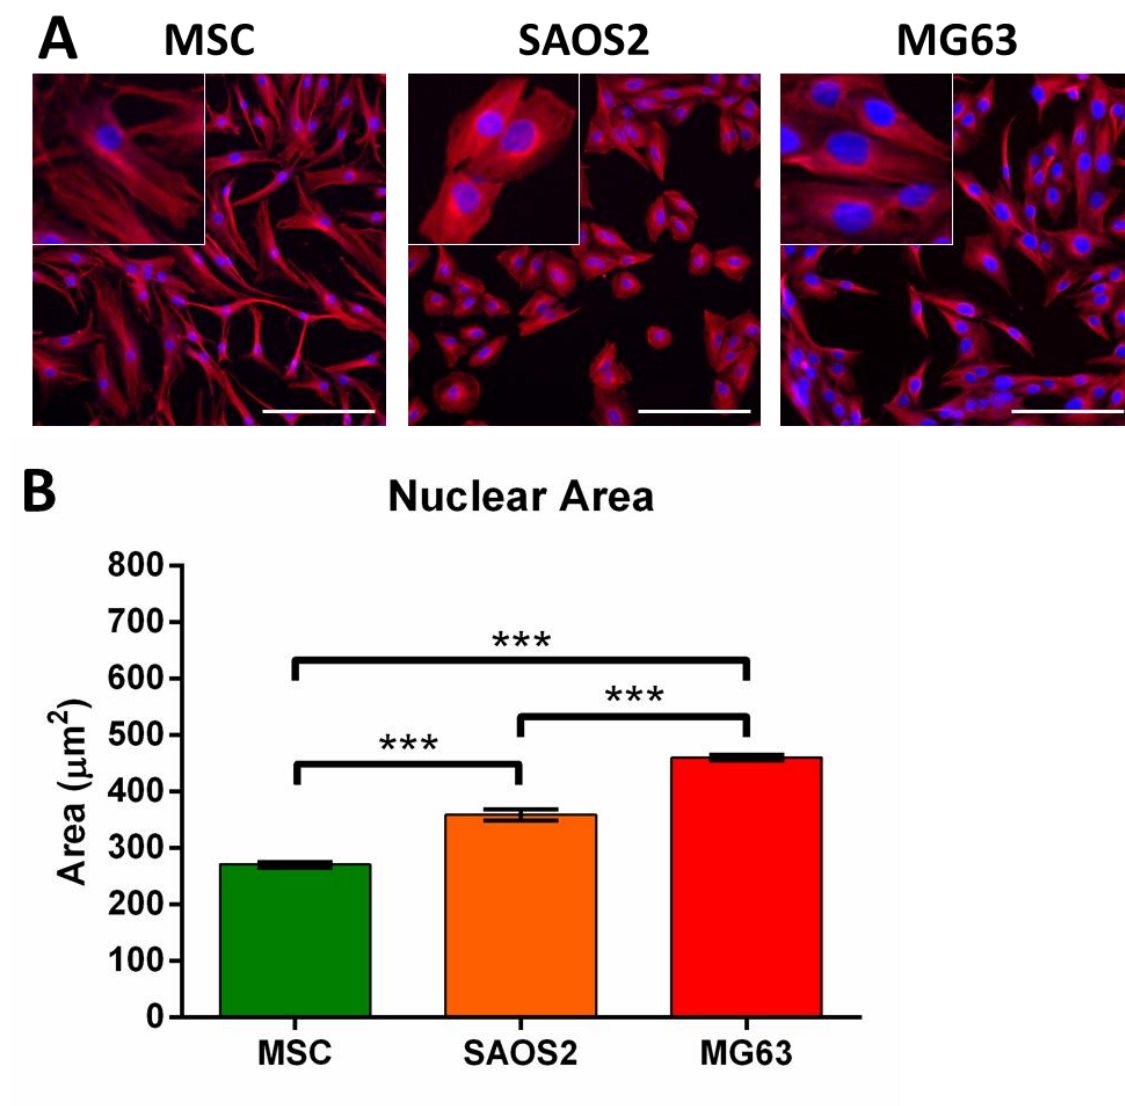 A
MSC
SAOS2
MG63
B
Nuclear Area
Area (μm²)
800
700
600
500
400
300
200
100
0
***
***
***
MSC
SAOS2
MG63